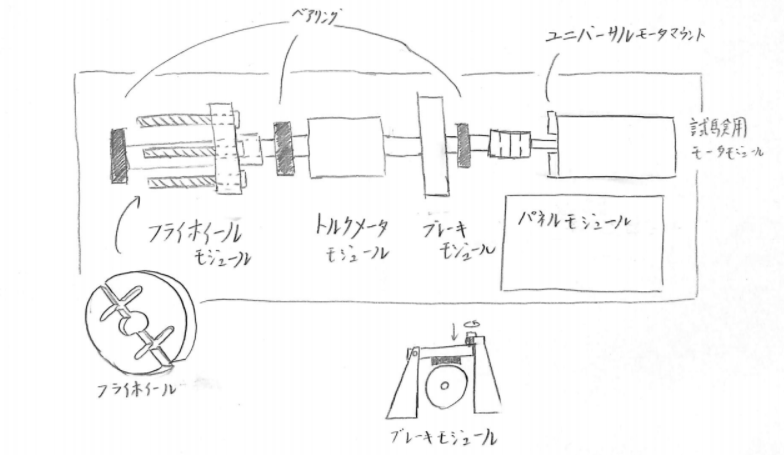 ベアリング
ユニバーサルモータマウント
試験用
モータモジュール
フライホイール
モジュール
トルクメータ
モジュール
ブレーキ
モジュール
パネルモジュール
フライホイール
ブレーキモジュール